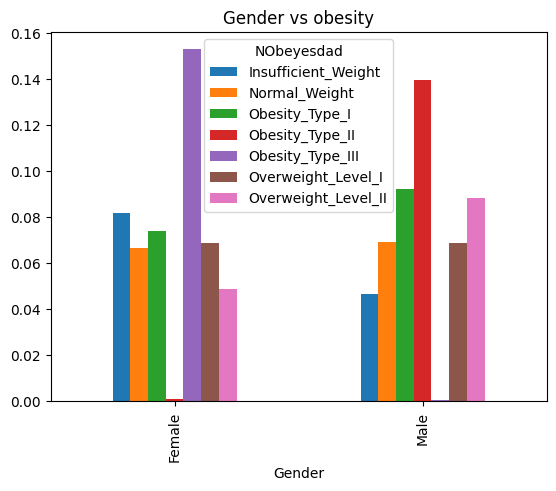 Gender vs obesity
0.16
0.14
0.12
0.10
0.08
0.06
0.04
0.02
0.00
NObeyesdad
Insufficient_Weight
Normal_Weight
Obesity_Type_I
Obesity_Type_II
Obesity_Type_III
Overweight_Level_I
Overweight_Level_II
Female
Male
Gender